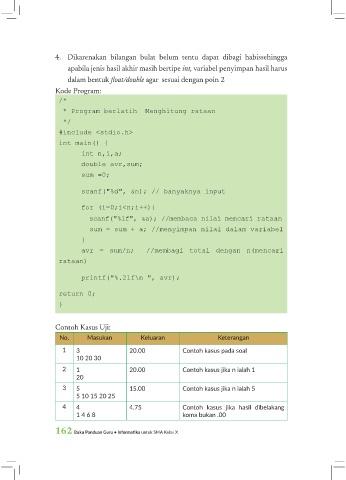 4. Dikarenakan bilangan bulat belum tentu dapat dibagi habissehingga
apabila jenis hasil akhir masih bertipe int, variabel penyimpan hasil harus
dalam bentuk float/double agar sesuai dengan poin 2
Kode Program:
/*
* Program berlatih Menghitung rataan
*/
#include <stdio.h>
int main() {
int n,i,a;
double avr,sum;
sum =0;
scanf("%d", &n); // banyaknya input
for (i=0;i<n;i++){
scanf("%lf", &a); //membaca nilai mencari rataan
sum = sum + a; //menyimpan nilai dalam variabel
}
avr = sum/n; //membagi total dengan n(mencari
rataan)
printf("%.2lf\n ", avr);
return 0;
}
Contoh Kasus Uji:
No. Masukan Keluaran Keterangan
1 3 20.00 Contoh kasus pada soal
10 20 30
2 1 20.00 Contoh kasus jika n ialah 1
20
3 5 15.00 Contoh kasus jika n ialah 5
5 10 15 20 25
4 4 4.75 Contoh kasus jika hasil dibelakang
1 4 6 8 koma bukan .00
162 Buku Panduan Guru • Informatika untuk SMA Kelas X